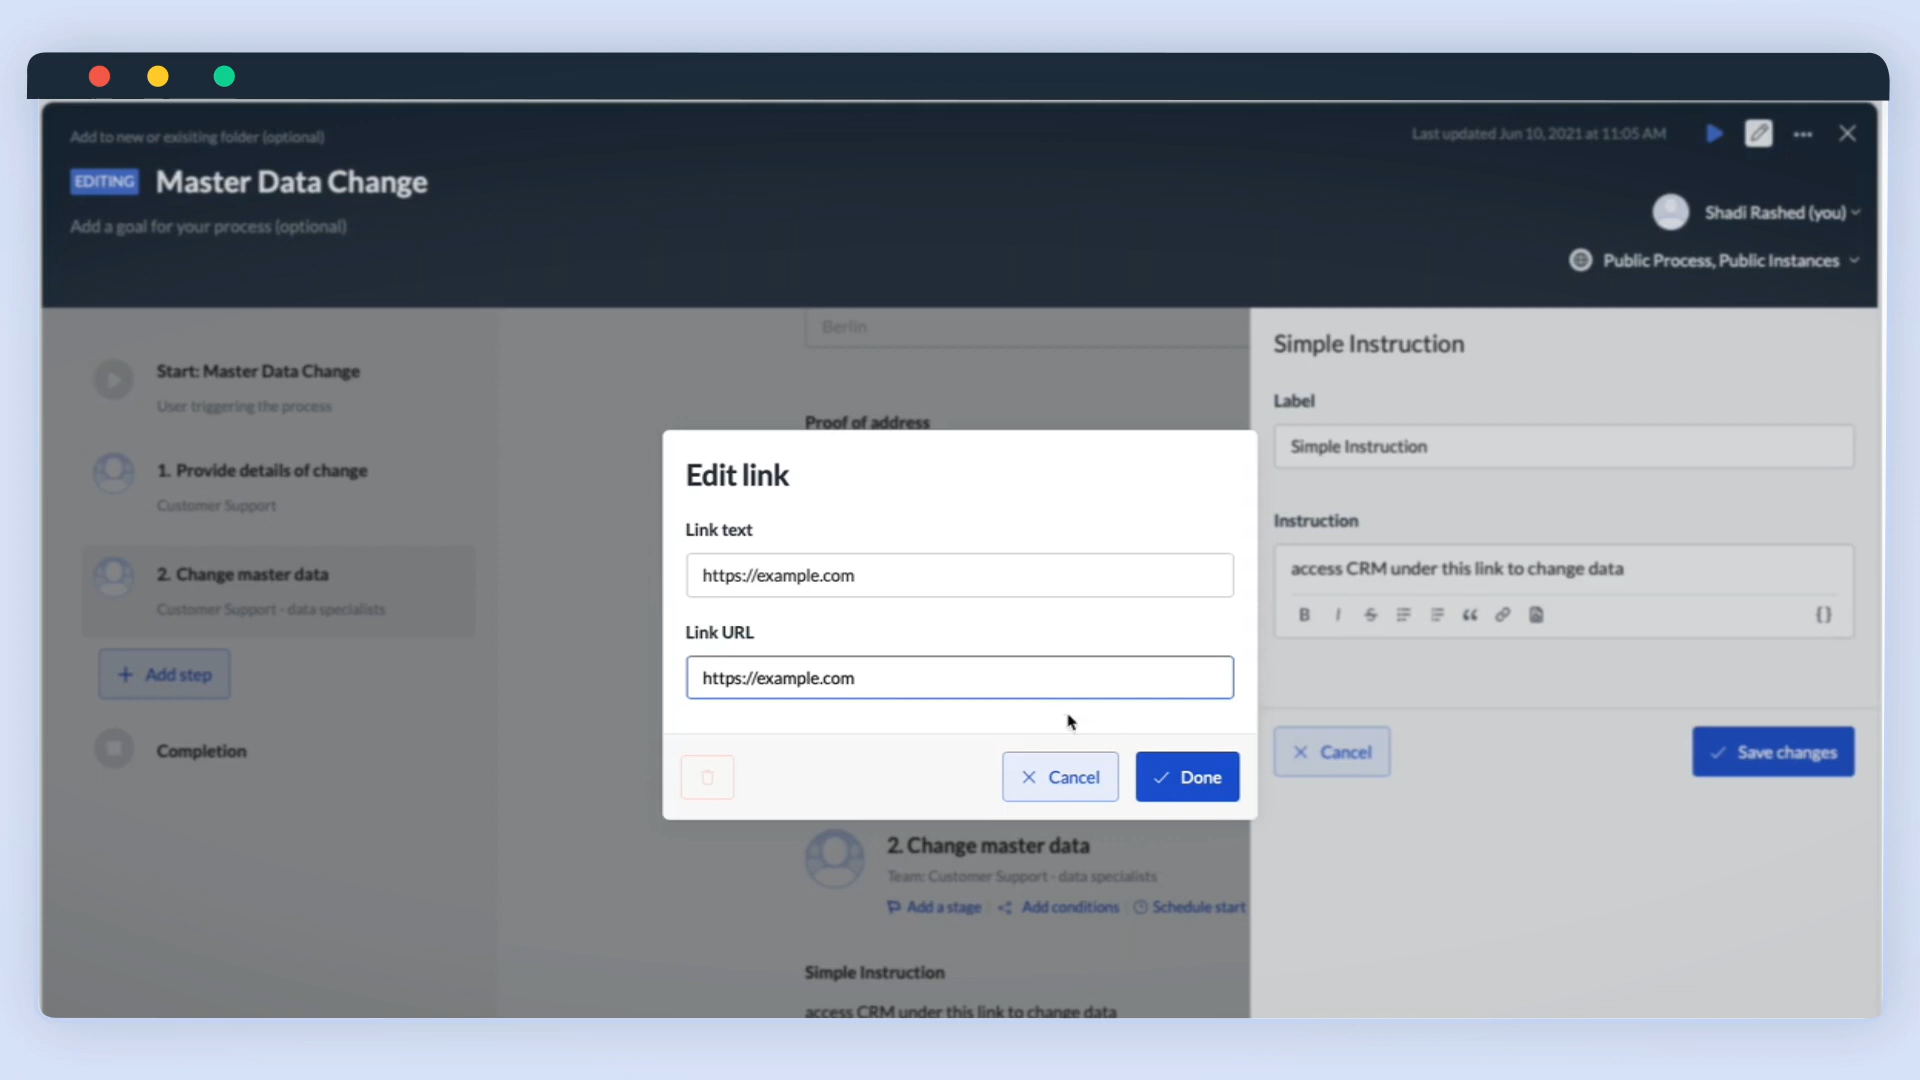 Add to new or exisiting folder (optional)
Last updated Jun 10, 2021 at 11:05 AM
EDITING Master Data Change
Add a goal for your process (optional)
Shadi Rashed (you)
Public Process, Public Instances
Start: Master Data Change
User triggering the process
1. Provide details of change
Customer Support
2. Change master data
Customer Support - data specialists
+ Add step
Completion
Berlin
Proof of address
Edit link
Link text
https://example.com
Link URL
https://example.com
Cancel
Done
2. Change master data
Team: Customer Support - data specialists
Add a stage
Add conditions
Schedule start
Simple Instruction
access CRM under this link to change data
Simple Instruction
Label
Simple Instruction
Instruction
access CRM under this link to change data
B I S {}
Cancel
Save changes